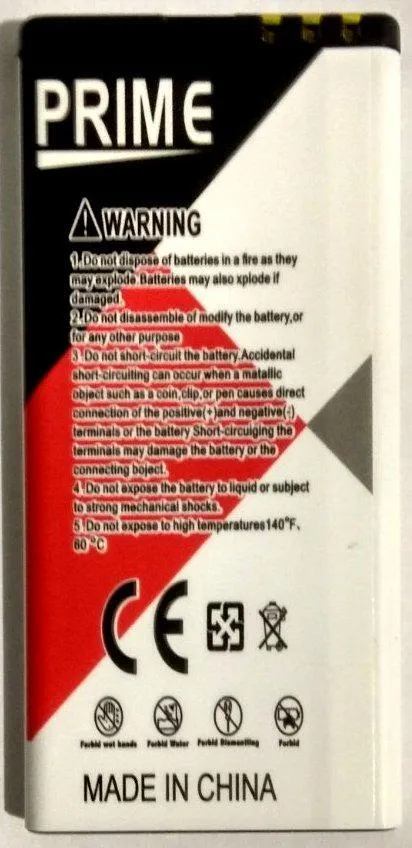 PRIME
WARNING
1.Do not dispose of batteries in a fire as they
may explode.Batteries may also xplode if
damaged.
2.Do not disassemble of modify the battery,or
for any other purpose
3.Do not short-circuit the battery.Accidental
short-circuiting can occur when a matallic
object such as a coin,clip,or pen causes direct
connection of the positive(+)and negative(-)
terminals or the battery Short-circuiging the
terminals may damage the battery or the
connecting boject.
4.Do not expose the battery to liquid or subject
to strong mechanical shocks.
5.Do not expose to high temperatures140°F、
60 °C
CE
Forbid wet hands Forbid Water Forbid Dismantling Forbid
MADE IN CHINA